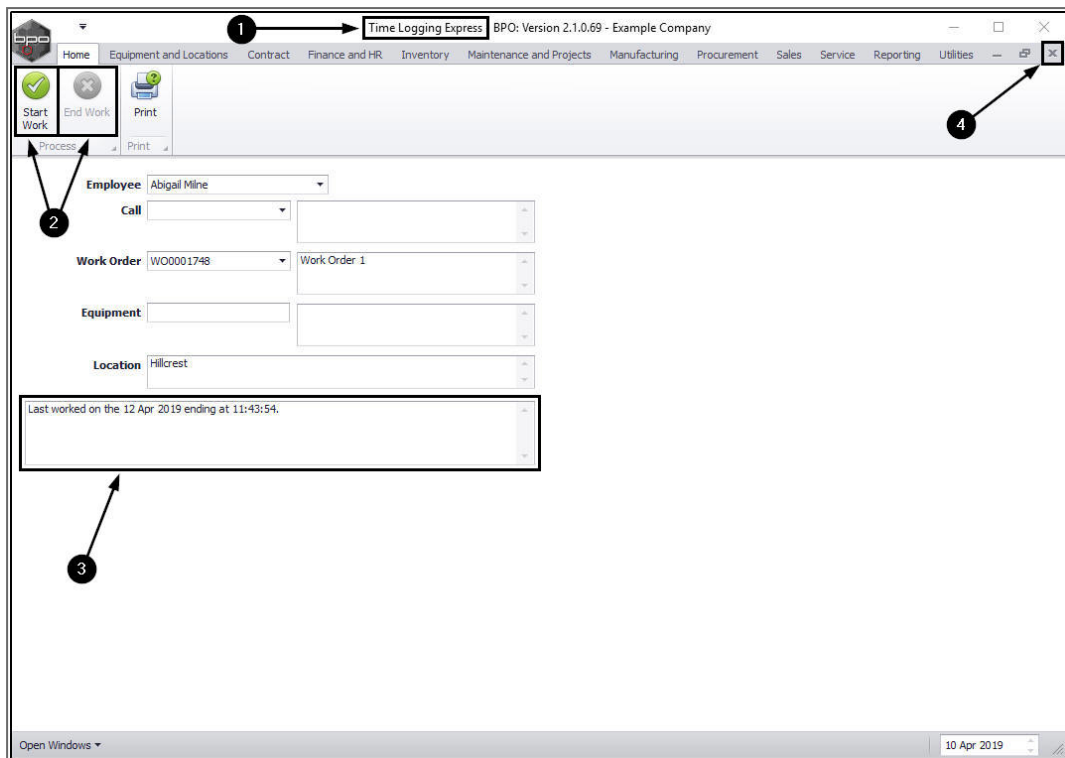 1
Time Logging Express BPO: Version 2.1.0.69 - Example Company
bpo
Home Equipment and Locations Contract Finance and HR Inventory Maintenance and Projects Manufacturing Procurement Sales Service Reporting Utilities
Start Work
End Work
Print
4
Process
Print
Employee Abigail Milne
2
Call
Work Order WO0001748 Work Order 1
Equipment
Location Hillcrest
Last worked on the 12 Apr 2019 ending at 11:43:54.
3
Open Windows 10 Apr 2019